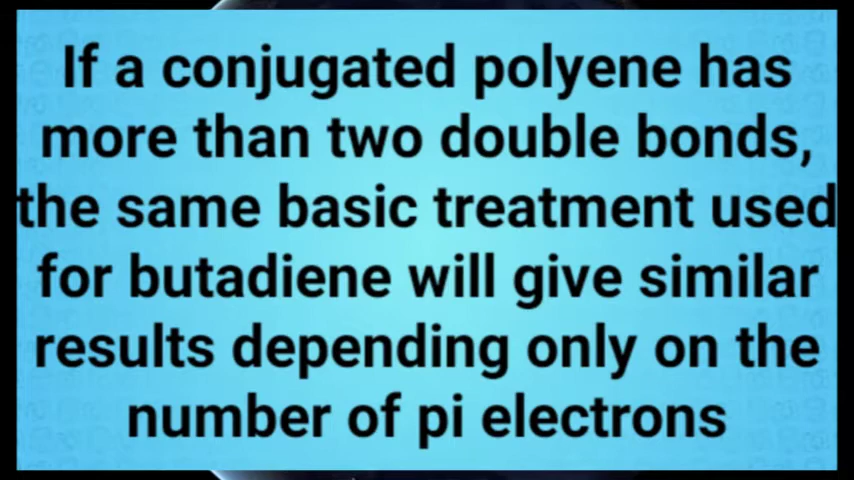 If a conjugated polyene has
more than two double bonds,
the same basic treatment used
for butadiene will give similar
results depending only on the
number of pi electrons